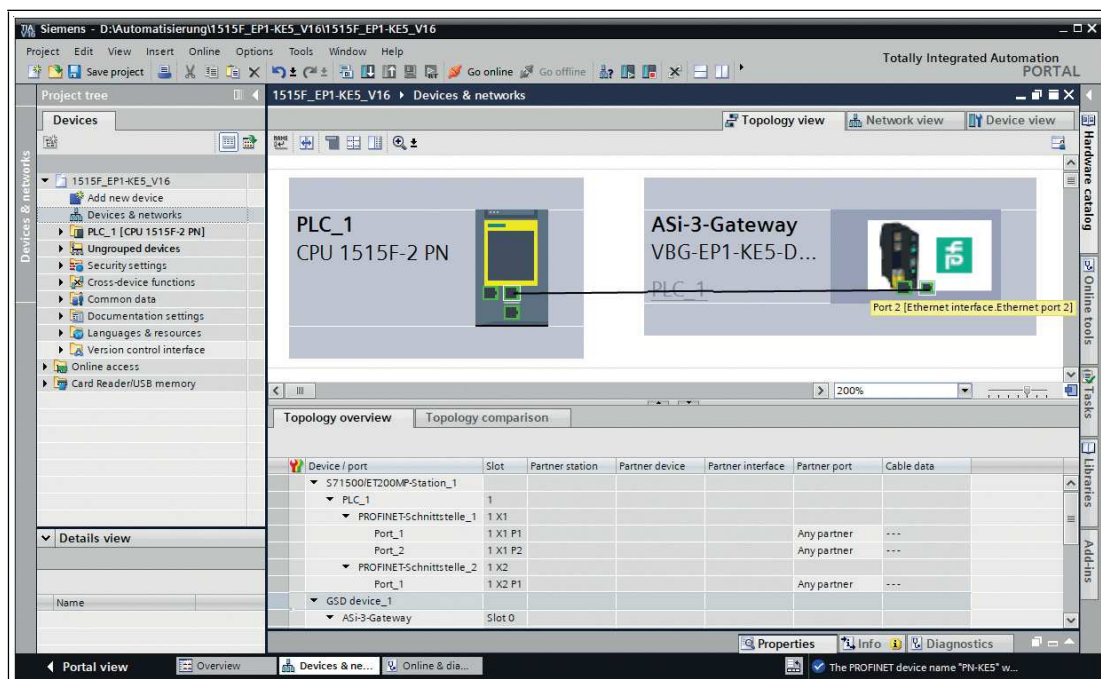 Siemens - D:\Automatisierung\1515F_EP1-KE5_V16\1515F_EP1-KE5_V16
Project Edit View Insert Online Options Tools Window Help
Totally Integrated Automation
PORTAL
Save project
Go online
Go offline
Project tree
1515F_EP1-KE5_V16 ▸ Devices & networks
Devices
Topology view
Network view
Device view
Devices & networks
1515F_EP1-KE5_V16
Add new device
Devices & networks
PLC_1 [CPU 1515F-2 PN]
Ungrouped devices
Security settings
Cross-device functions
Common data
Documentation settings
Languages & resources
Version control interface
Online access
Card Reader/USB memory
PLC_1
CPU 1515F-2 PN
ASi-3-Gateway
VBG-EP1-KE5-D...
PLC_1
Port 2 [Ethernet interface.Ethernet port 2]
200%
Topology overview
Topology comparison
Device / port Slot Partner station Partner device Partner interface Partner port Cable data
S71500/ET200MP-Station_1
PLC_1 1
PROFINET-Schnittstelle_1 1 X1
Port_1 1 X1 P1 Any partner ---
Port_2 1 X1 P2 Any partner ---
PROFINET-Schnittstelle_2 1 X2
Port_1 1 X2 P1 Any partner ---
GSD device_1
ASi-3-Gateway Slot 0
Details view
Name
Properties
Info
Diagnostics
Hardware catalog
Online tools
Tasks
Libraries
Add-ins
Portal view
Overview
Devices & ne...
Online & dia...
The PROFINET device name "PN-KE5" w...